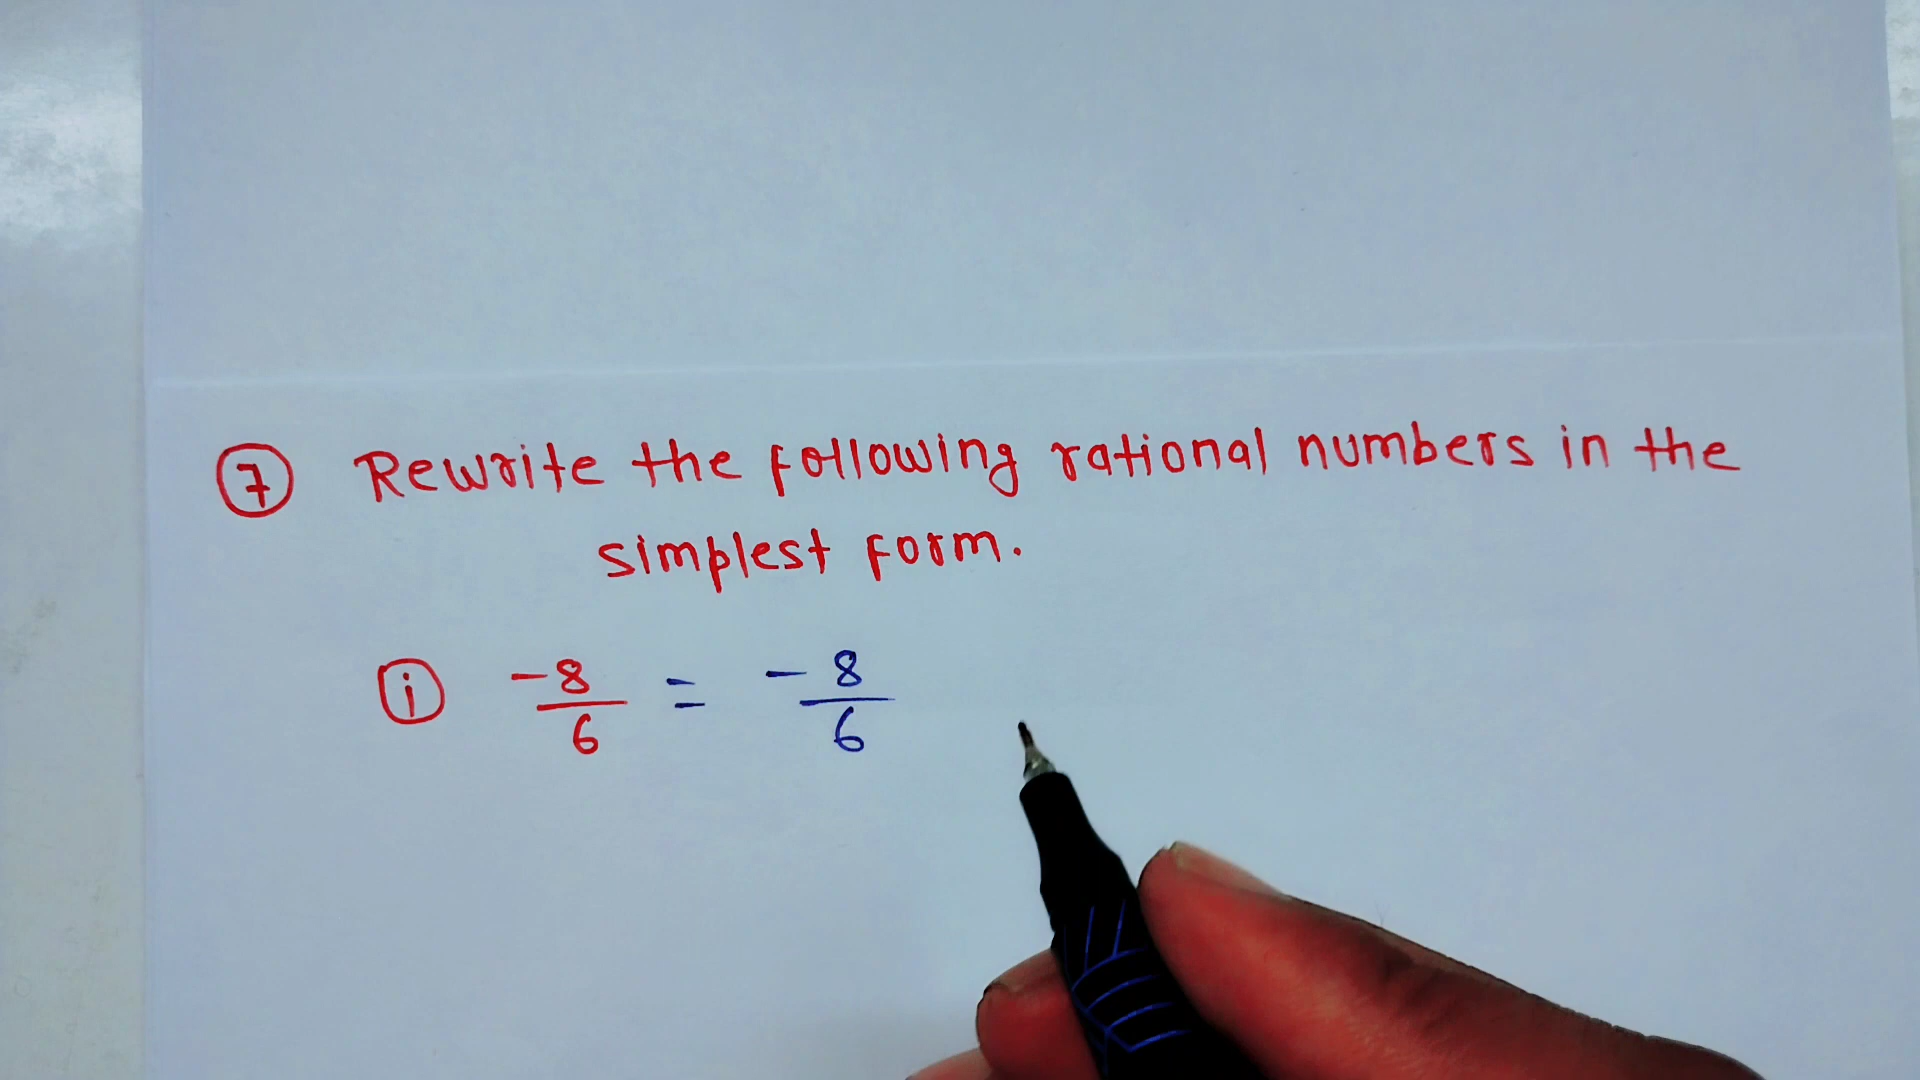 7 Rewrite the following rational numbers in the
simplest form.
i -8/6 = -8/6